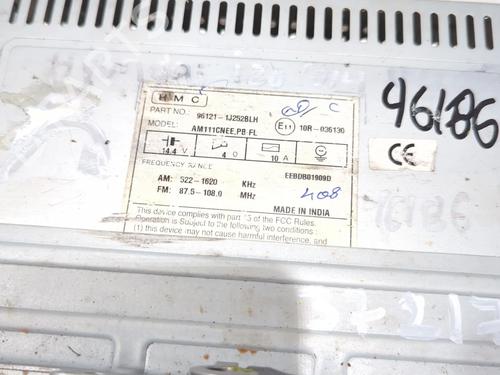 HMC
PART NO.: 96121-1J252BLH
C
MODEL: AM111CNEE.PB FL
E11 10R-036130
14.4 V
4 Ω
10 A
FREQUENCY RANGE
EEBDB01909D
AM: 522-1620 KHz
FM: 87.5-108.0 MHz
408
MADE IN INDIA
This device complies with part 15 of the FCC Rules.
Operation is Subject to the following two conditions:
(1) this device may not cause harmful interference, and
46186
CE